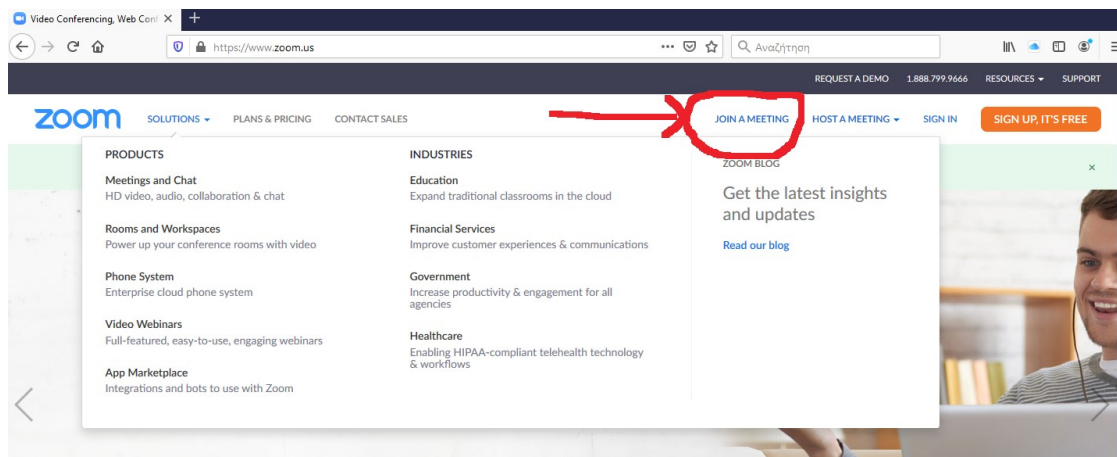 Video Conferencing, Web Conf
https://www.zoom.us
Αναζήτηση
REQUEST A DEMO 1.888.799.9666 RESOURCES SUPPORT
zoom SOLUTIONS PLANS & PRICING CONTACT SALES JOIN A MEETING HOST A MEETING SIGN IN SIGN UP, IT'S FREE
PRODUCTS
Meetings and Chat
HD video, audio, collaboration & chat
Rooms and Workspaces
Power up your conference rooms with video
Phone System
Enterprise cloud phone system
Video Webinars
Full-featured, easy-to-use, engaging webinars
App Marketplace
Integrations and bots to use with Zoom
INDUSTRIES
Education
Expand traditional classrooms in the cloud
Financial Services
Improve customer experiences & communications
Government
Increase productivity & engagement for all
agencies
Healthcare
Enabling HIPAA-compliant telehealth technology
& workflows
ZOOM BLOG
Get the latest insights
and updates
Read our blog